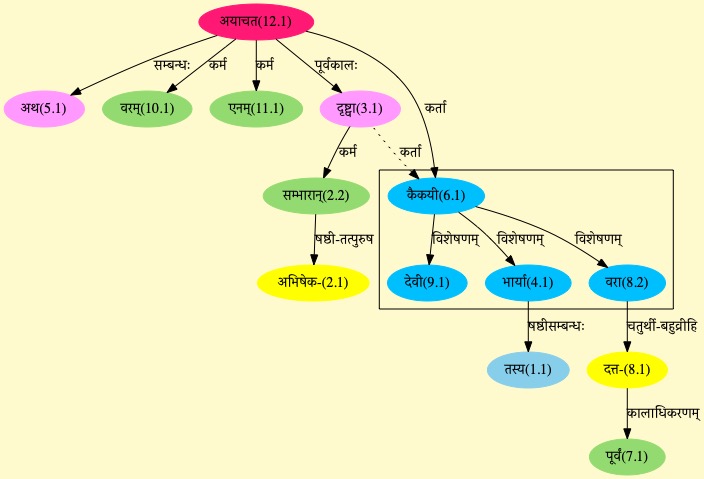 अयाचत(12.1)
सम्बन्धः कर्म कर्म पूर्वकालः
अथ(5.1) वरम्(10.1) एनम्(11.1) दृष्ट्वा(3.1) कर्ता
कर्म कर्ता
सम्भारान्(2.2) कैकयी(6.1)
षष्ठी-तत्पुरुष विशेषणम् विशेषणम् विशेषणम्
अभिषेक-(2.1) देवी(9.1) भार्या(4.1) वरा(8.2)
षष्ठीसम्बन्धः चतुर्थी-बहुव्रीहि
तस्य(1.1) दत्त-(8.1)
कालाधिकरणम्
पूर्वं(7.1)